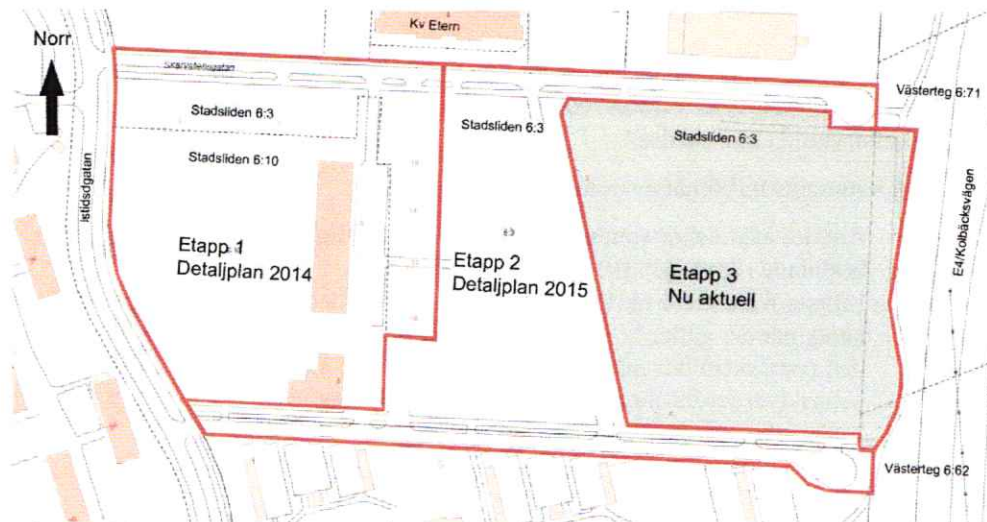 Kv Etern
Norr
Västerteg 6:71
Stadsliden 6:3
Stadsliden 6:3
Stadsliden 6:3
Stadsliden 6:10
Istidsdgatan
E4/Kolbäcksvägen
Etapp 1
Detaljplan 2014
Etapp 2
Detaljplan 2015
Etapp 3
Nu aktuell
Västerteg 6:62